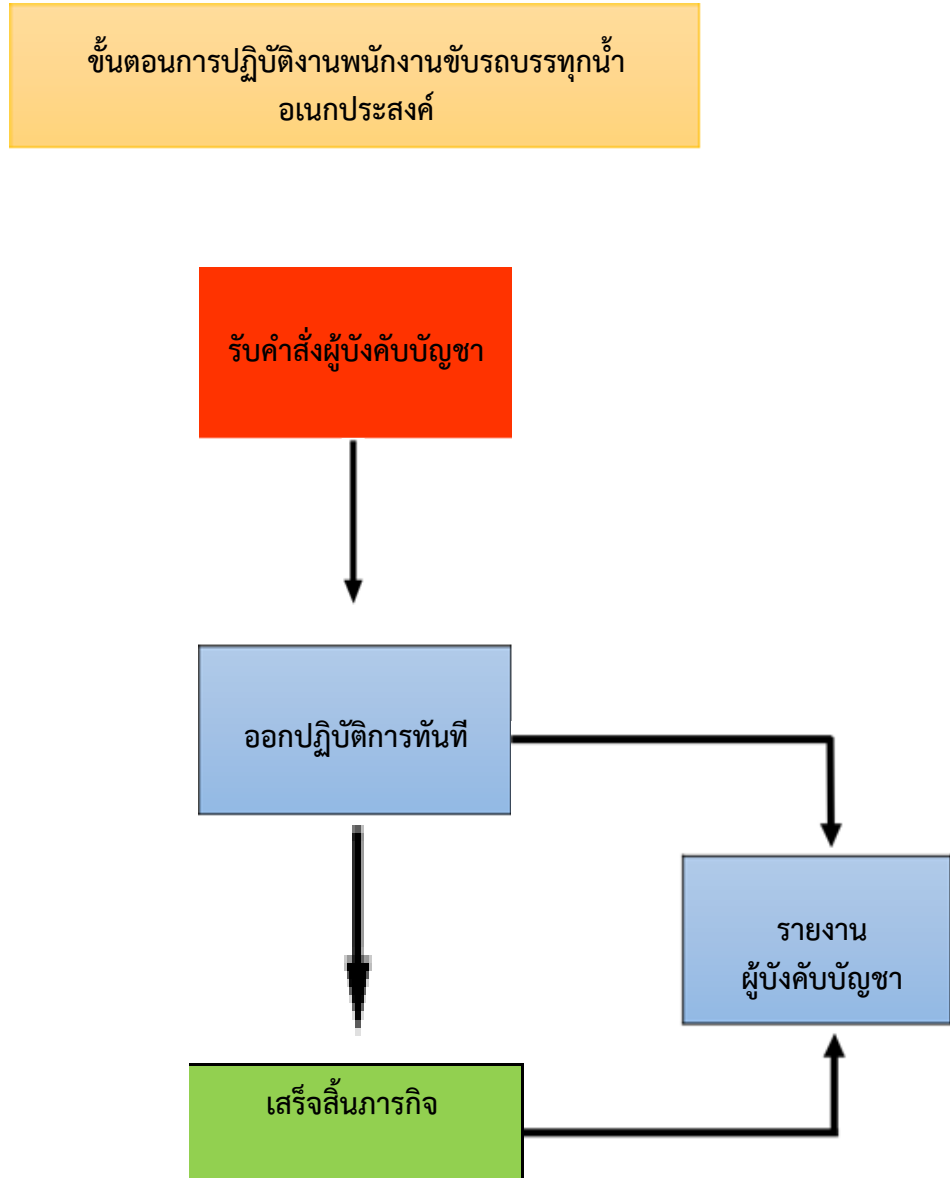 ขั้นตอนการปฏิบัติงานพนักงานขับรถบรรทุกน้ำ
อเนกประสงค์
รับคำสั่งผู้บังคับบัญชา
ออกปฏิบัติการทันที
รายงาน
ผู้บังคับบัญชา
เสร็จสิ้นภารกิจ